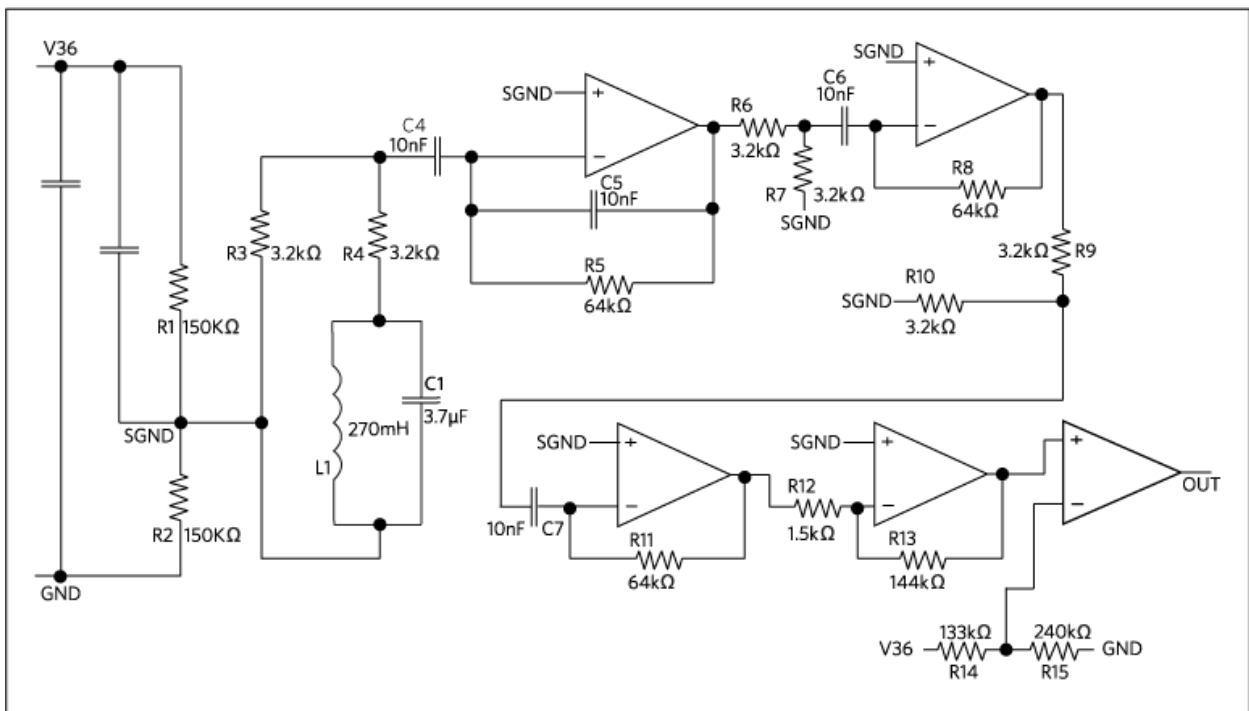 V36
SGND
C4
10nF
SGND
+
−
C5
10nF
R5
64kΩ
R6
3.2kΩ
R7
3.2kΩ
SGND
C6
10nF
SGND
+
−
R8
64kΩ
3.2kΩ
R9
R10
SGND
3.2kΩ
R3
3.2kΩ
R4
3.2kΩ
R1
150KΩ
C1
3.7µF
270mH
L1
R2
150KΩ
GND
SGND
+
−
10nF
C7
R11
64kΩ
R12
1.5kΩ
SGND
+
−
R13
144kΩ
+
−
OUT
V36
133kΩ
R14
240kΩ
R15
GND